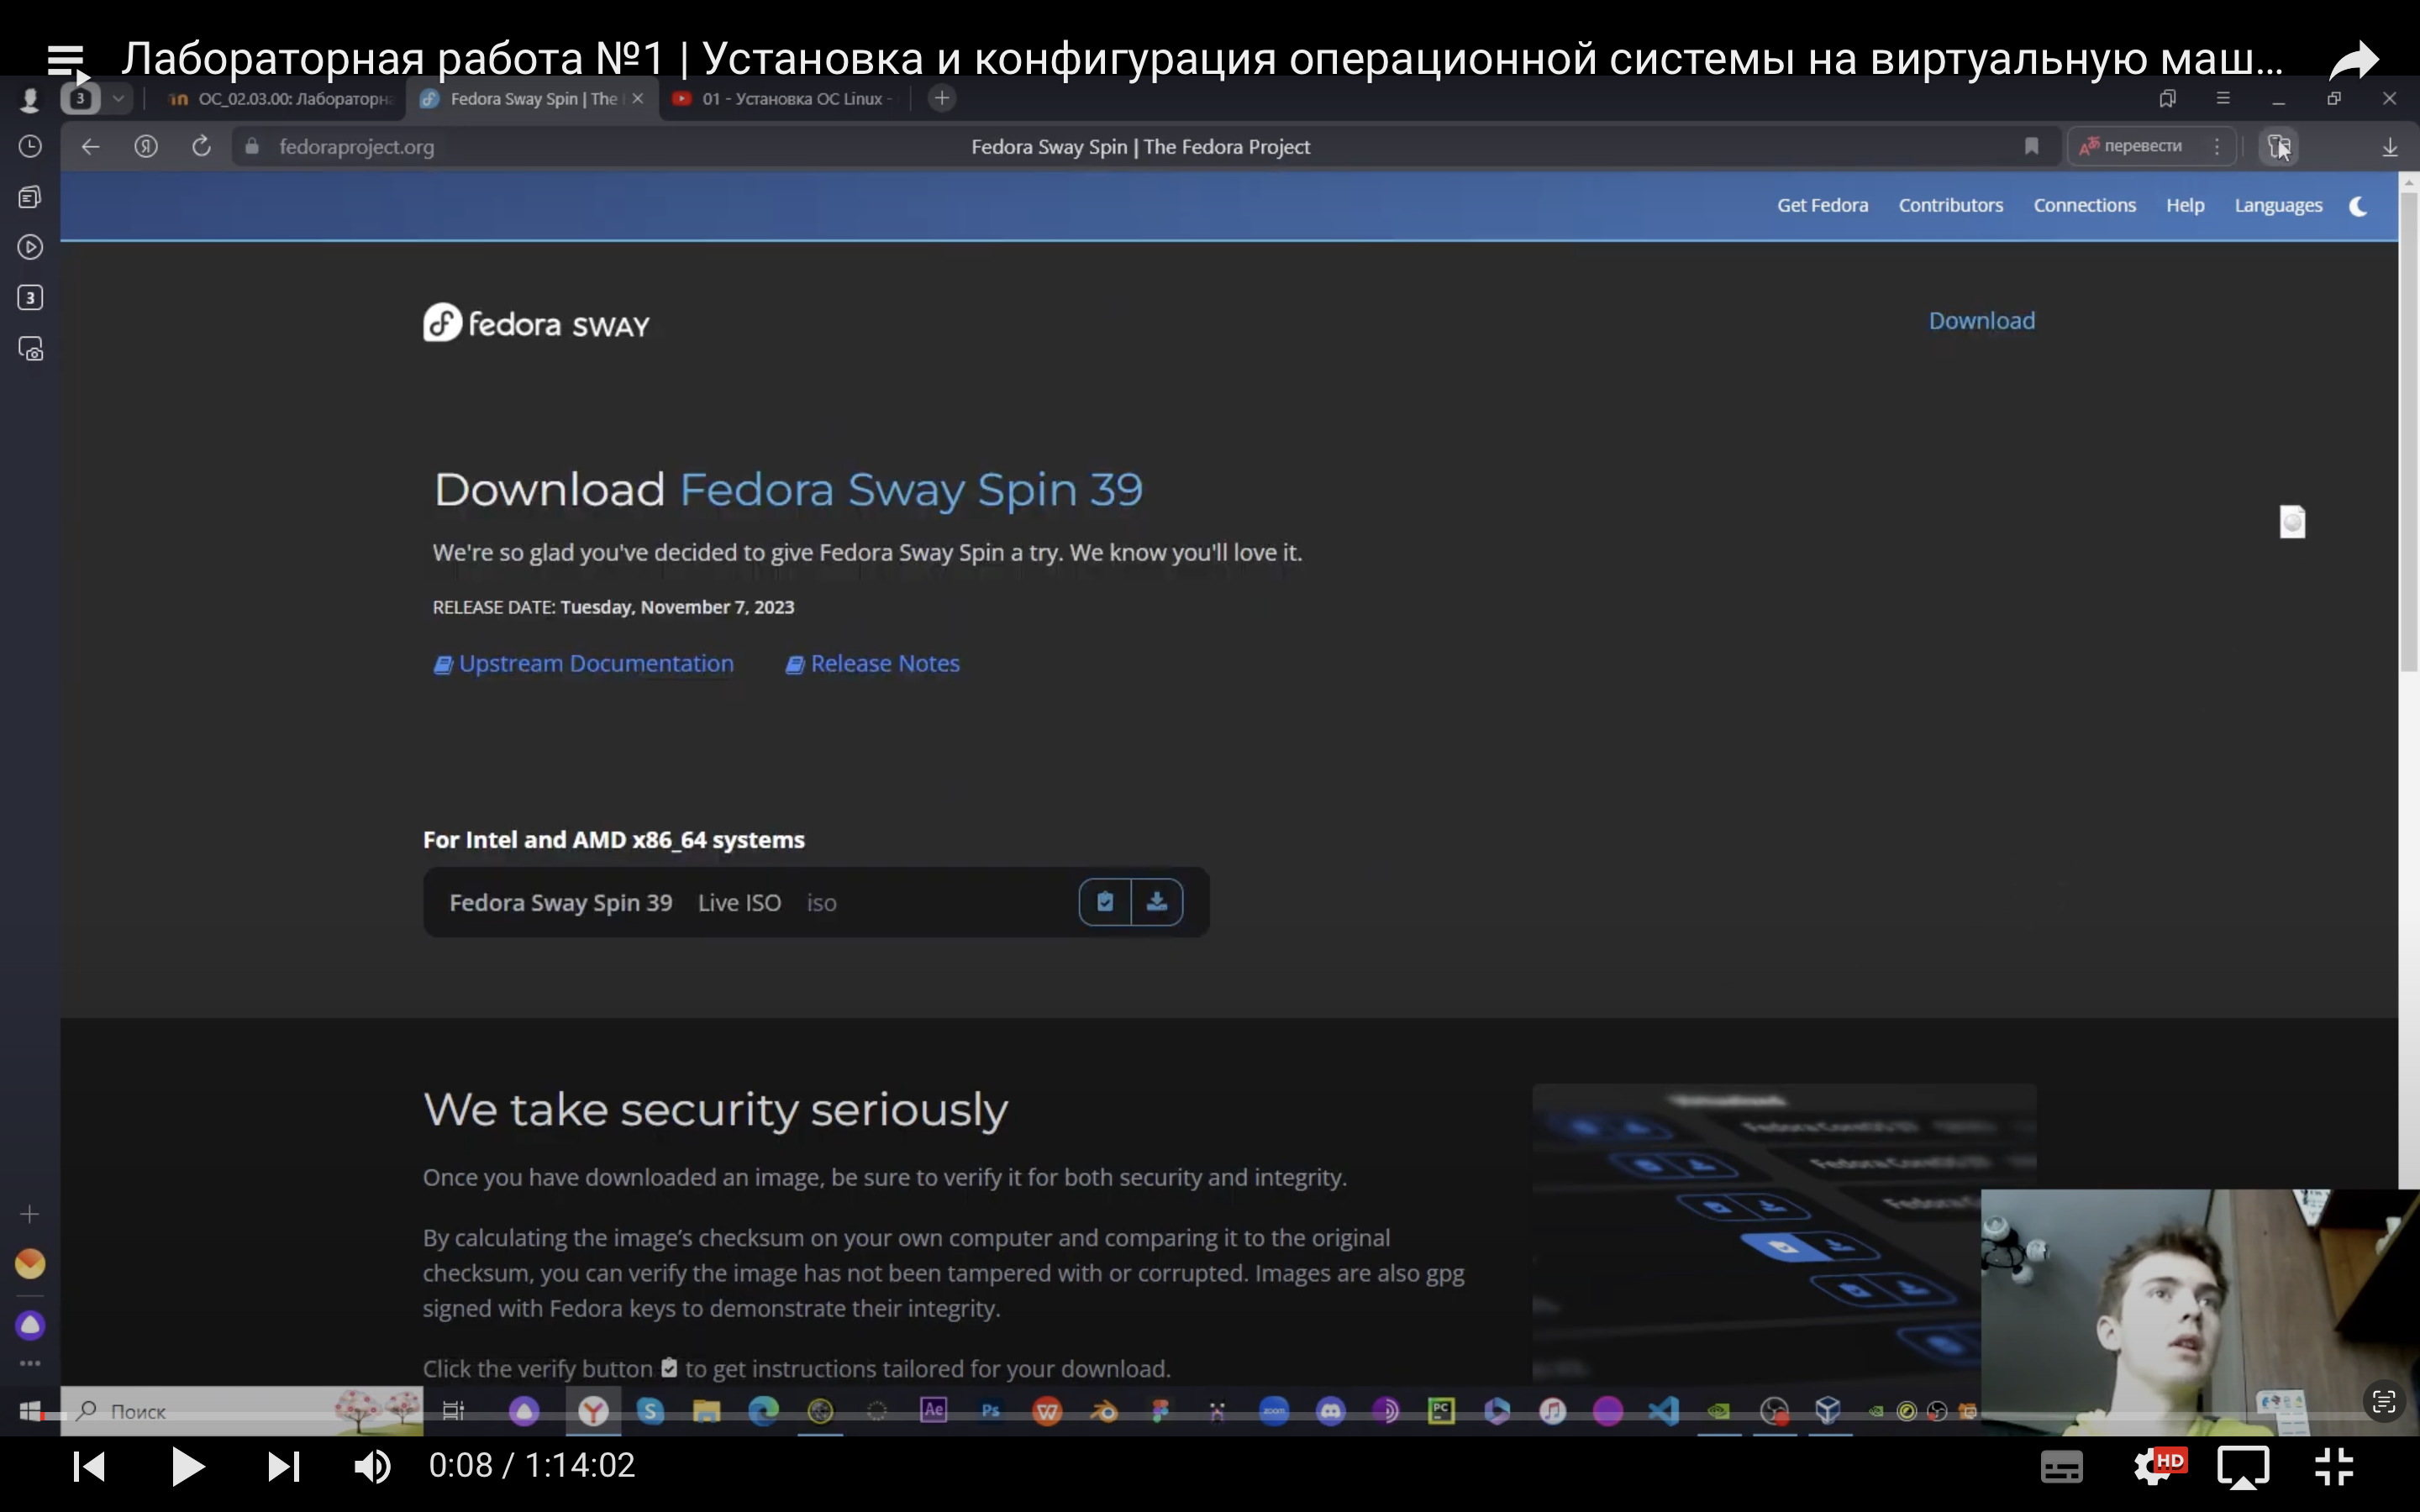 Лабораторная работа №1 | Установка и конфигурация операционной системы на виртуальную маш...
3
ОС_02.03.00: Лабораторна
Fedora Sway Spin | The
01 - Установка ОС Linux -
fedoraproject.org
Fedora Sway Spin | The Fedora Project
перевести
Get Fedora
Contributors
Connections
Help
Languages
3
fedora SWAY
Download
Download Fedora Sway Spin 39
We're so glad you've decided to give Fedora Sway Spin a try. We know you'll love it.
RELEASE DATE: Tuesday, November 7, 2023
Upstream Documentation
Release Notes
For Intel and AMD x86_64 systems
Fedora Sway Spin 39 Live ISO iso
We take security seriously
Once you have downloaded an image, be sure to verify it for both security and integrity.
By calculating the image's checksum on your own computer and comparing it to the original
checksum, you can verify the image has not been tampered with or corrupted. Images are also gpg
signed with Fedora keys to demonstrate their integrity.
Click the verify button to get instructions tailored for your download.
Поиск
Ae
Ps
zoom
PC
0:08 / 1:14:02
HD